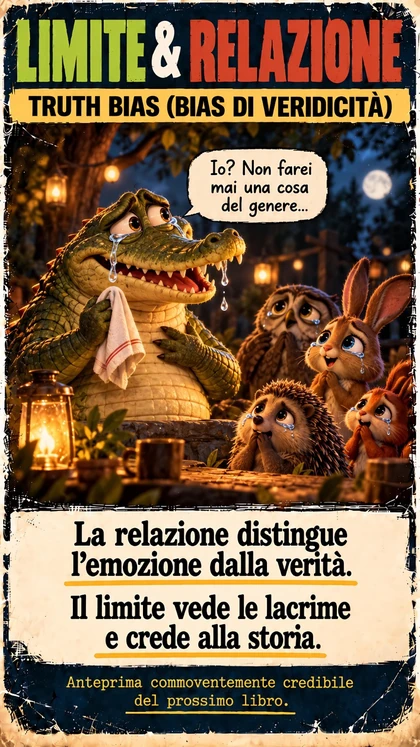 LIMITE & RELAZIONE
TRUTH BIAS (BIAS DI VERIDICITÀ)
Io? Non farei
mai una cosa
del genere...
La relazione distingue
l'emozione dalla verità.
Il limite vede le lacrime
e crede alla storia.
Anteprima commoventemente credibile
del prossimo libro.